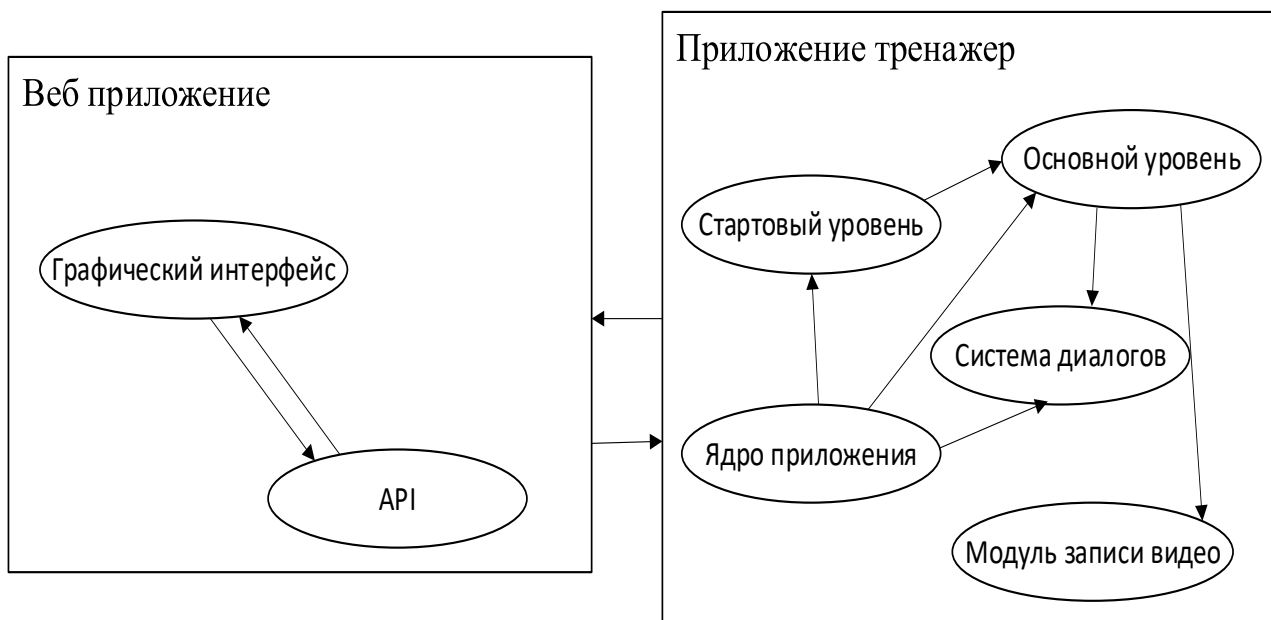 Веб приложение
Графический интерфейс
API
Приложение тренажер
Основной уровень
Стартовый уровень
Система диалогов
Ядро приложения
Модуль записи видео